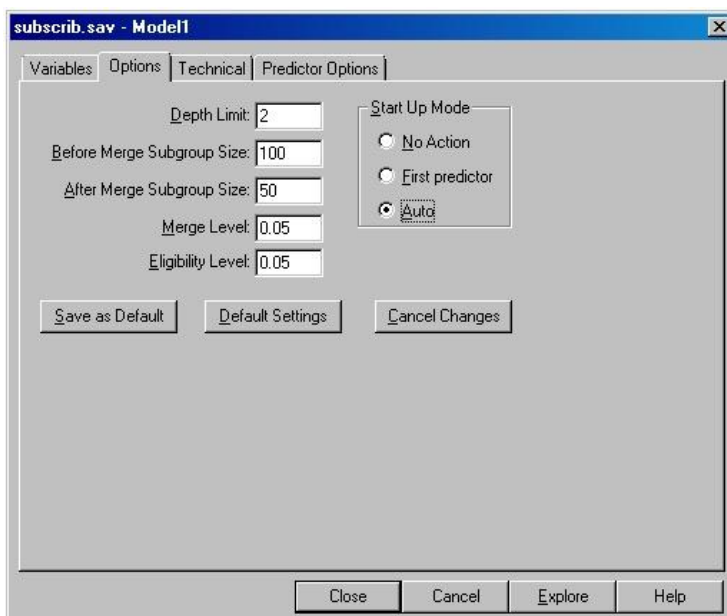 subscrib.sav - Model1
Variables Options Technical Predictor Options
Depth Limit: 2
Before Merge Subgroup Size: 100
After Merge Subgroup Size: 50
Merge Level: 0.05
Eligibility Level: 0.05
Start Up Mode
No Action
First predictor
Auto
Save as Default Default Settings Cancel Changes
Close Cancel Explore Help